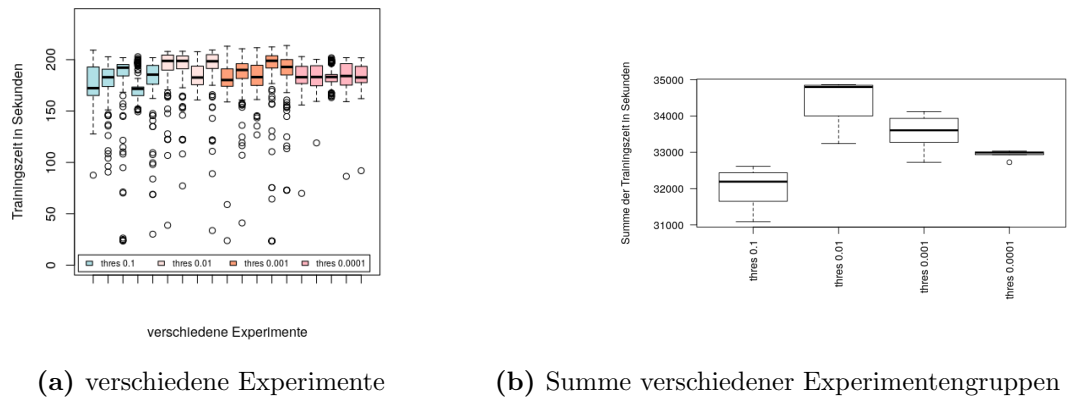 Trainingszeit in Sekunden
0
50
100
150
200
thres 0.1 thres 0.01 thres 0.001 thres 0.0001
verschiedene Experimente
(a) verschiedene Experimente
Summe der Trainingszeit in Sekunden
31000
32000
33000
34000
35000
thres 0.1
thres 0.01
thres 0.001
thres 0.0001
(b) Summe verschiedener Experimentengruppen